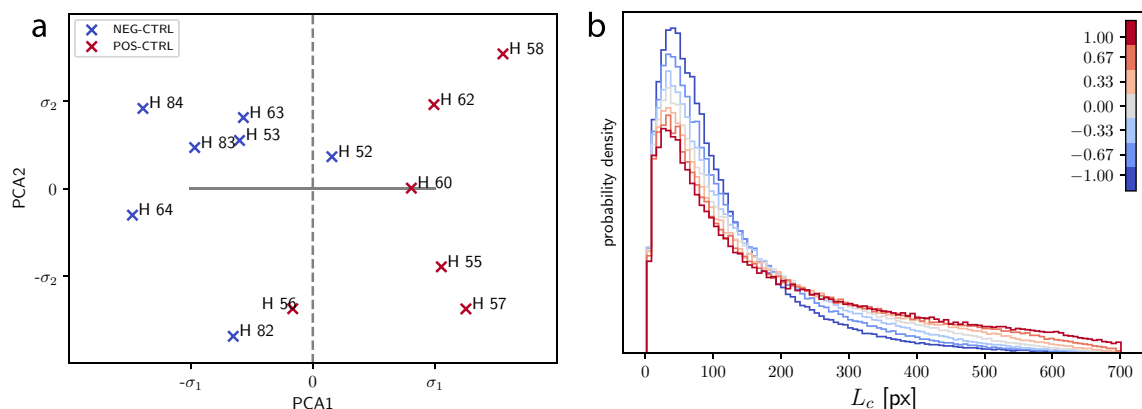 a
NEG-CTRL
POS-CTRL
H 58
H 62
H 84
H 63
H 53
H 83
H 52
H 60
H 64
H 55
H 56
H 57
H 82
σ₂
0
-σ₂
PCA2
-σ₁
0
σ₁
PCA1
b
1.00
0.67
0.33
0.00
−0.33
−0.67
−1.00
probability density
0
100
200
300
400
500
600
700
L_c [px]